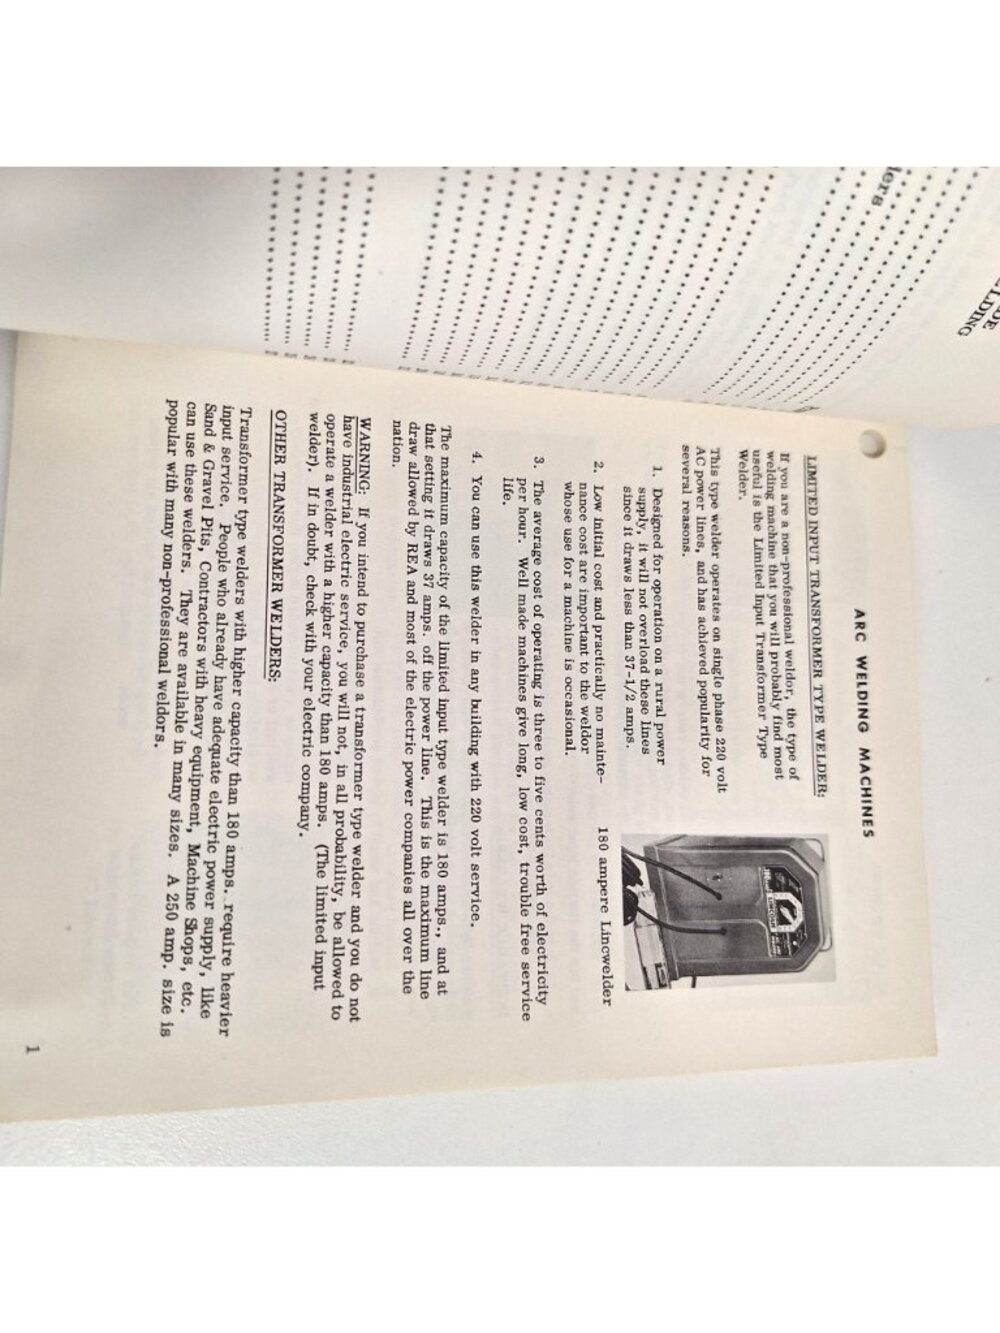 ders
DE
ELDING
ARC WELDING MACHINES
LIMITED INPUT TRANSFORMER TYPE WELDER:
If you are a non-professional weldor, the type of
welding machine that you will probably find most
useful is the Limited Input Transformer Type
Welder.
This type welder operates on single phase 220 volt
AC power lines, and has achieved popularity for
several reasons.
1. Designed for operation on a rural power
supply, it will not overload these lines
since it draws less than 37-1/2 amps.
2. Low initial cost and practically no mainte-
nance cost are important to the weldor
whose use for a machine is occasional.
LINCOLN
180 ampere Lincwelder
3. The average cost of operating is three to five cents worth of electricity
per hour. Well made machines give long, low cost, trouble free service
life.
4. You can use this welder in any building with 220 volt service.
The maximum capacity of the limited input type welder is 180 amps., and at
that setting it draws 37 amps. off the power line. This is the maximum line
draw allowed by REA and most of the electric power companies all over the
nation.
WARNING: If you intend to purchase a transformer type welder and you do not
have industrial electric service, you will not, in all probability, be allowed to
operate a welder with a higher capacity than 180 amps. (The limited input
welder). If in doubt, check with your electric company.
OTHER TRANSFORMER WELDERS:
Transformer type welders with higher capacity than 180 amps. require heavier
input service. People who already have adequate electric power supply, like
Sand & Gravel Pits, Contractors with heavy equipment, Machine Shops, etc.
can use these welders. They are available in many sizes. A 250 amp. size is
popular with many non-professional weldors.
1